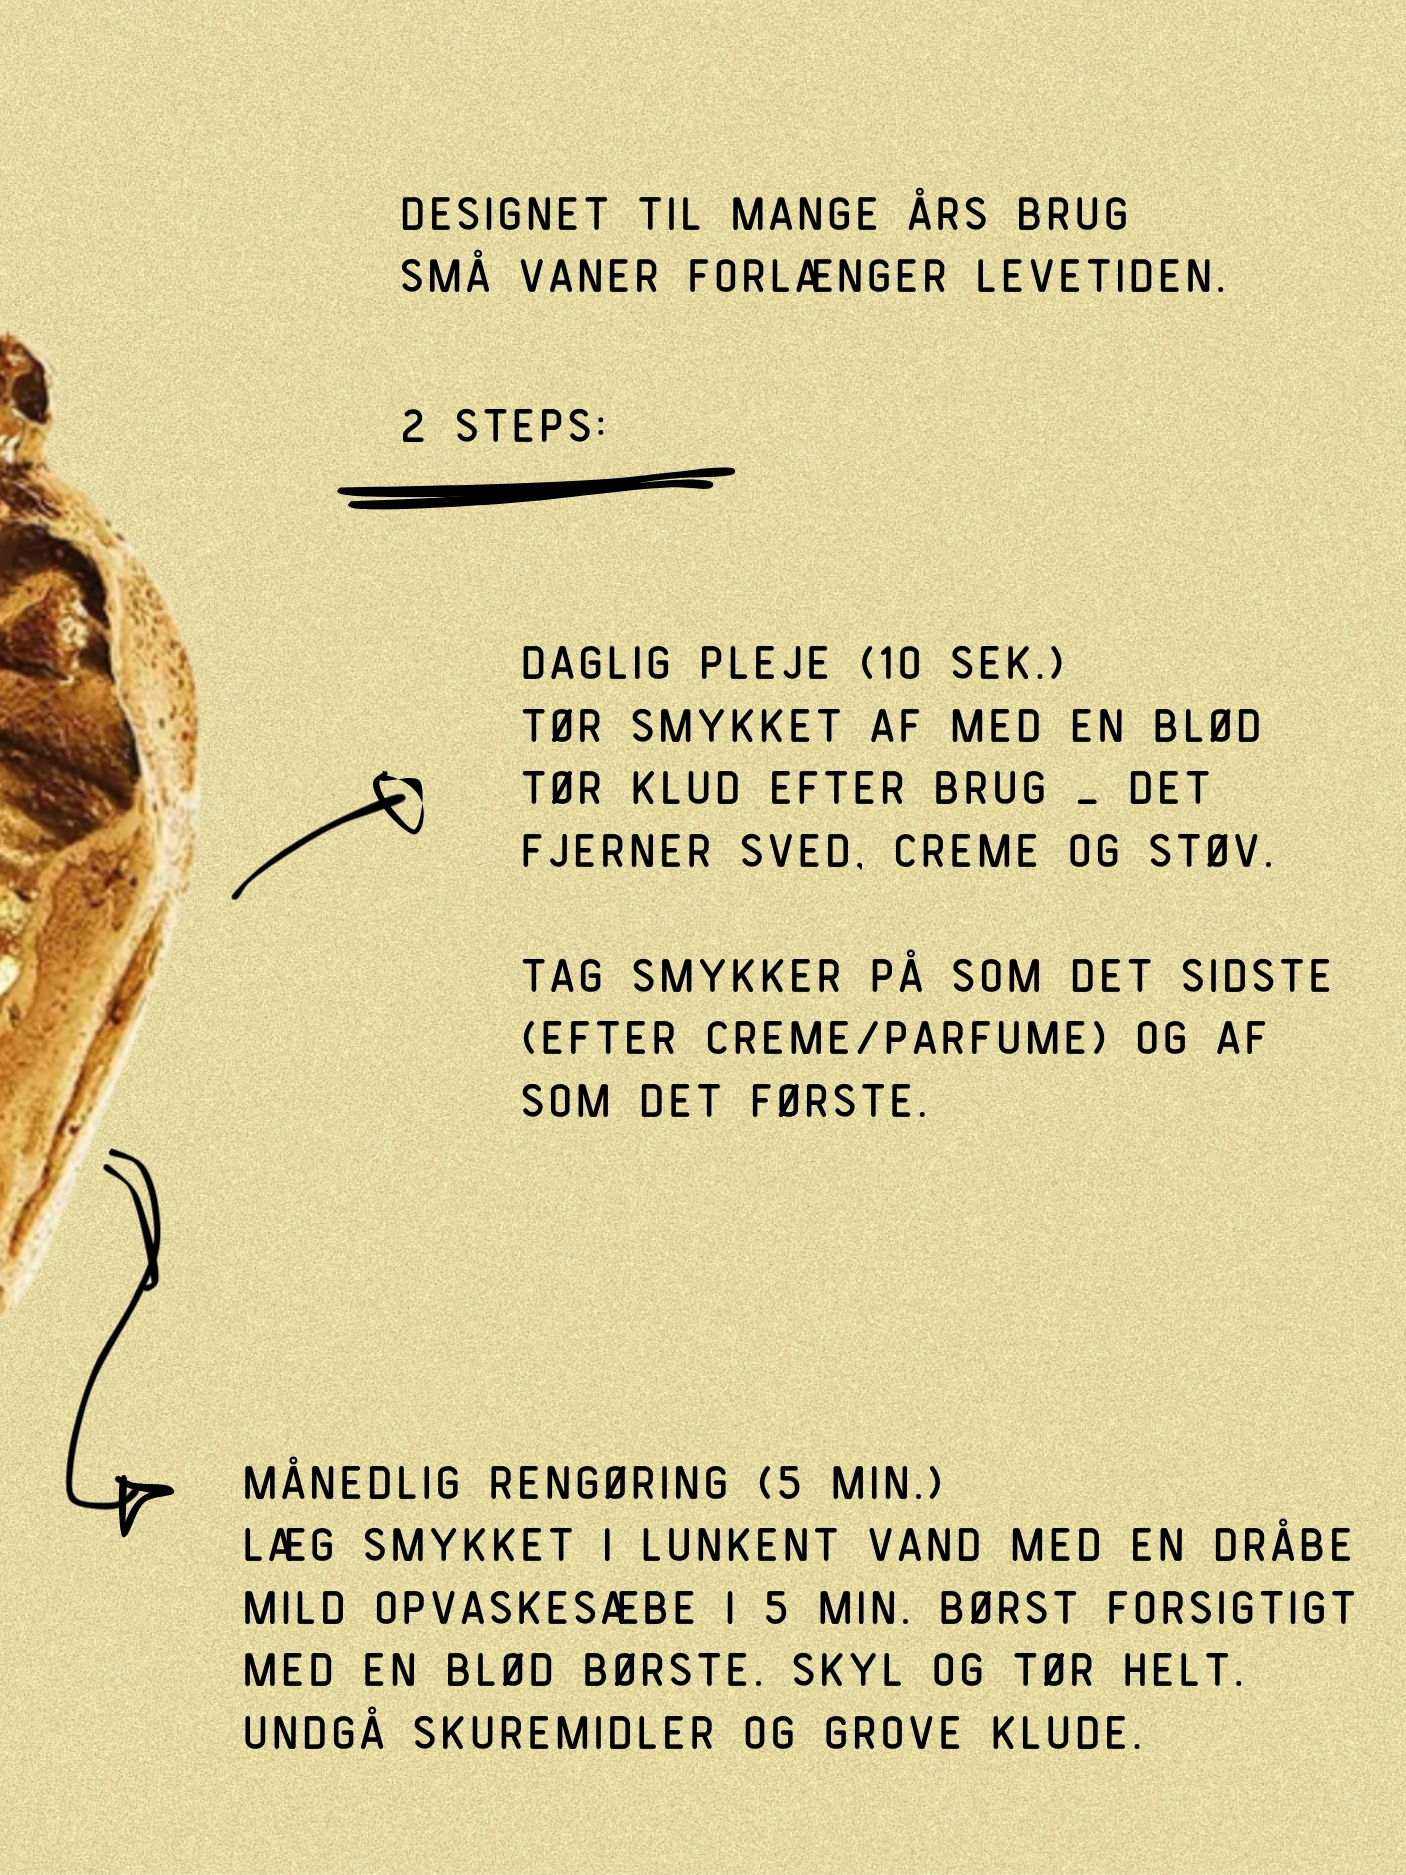 DESIGNET TIL MANGE ÅRS BRUG
SMÅ VANER FORLÆNGER LEVETIDEN.
2 STEPS:
DAGLIG PLEJE (10 SEK.)
TØR SMYKKET AF MED EN BLØD
TØR KLUD EFTER BRUG _ DET
FJERNER SVED, CREME OG STØV.
TAG SMYKKER PÅ SOM DET SIDSTE
(EFTER CREME/PARFUME) OG AF
SOM DET FØRSTE.
MÅNEDLIG RENGØRING (5 MIN.)
LÆG SMYKKET I LUNKENT VAND MED EN DRÅBE
MILD OPVASKESÆBE I 5 MIN. BØRST FORSIGTIGT
MED EN BLØD BØRSTE. SKYL OG TØR HELT.
UNDGÅ SKUREMIDLER OG GROVE KLUDE.